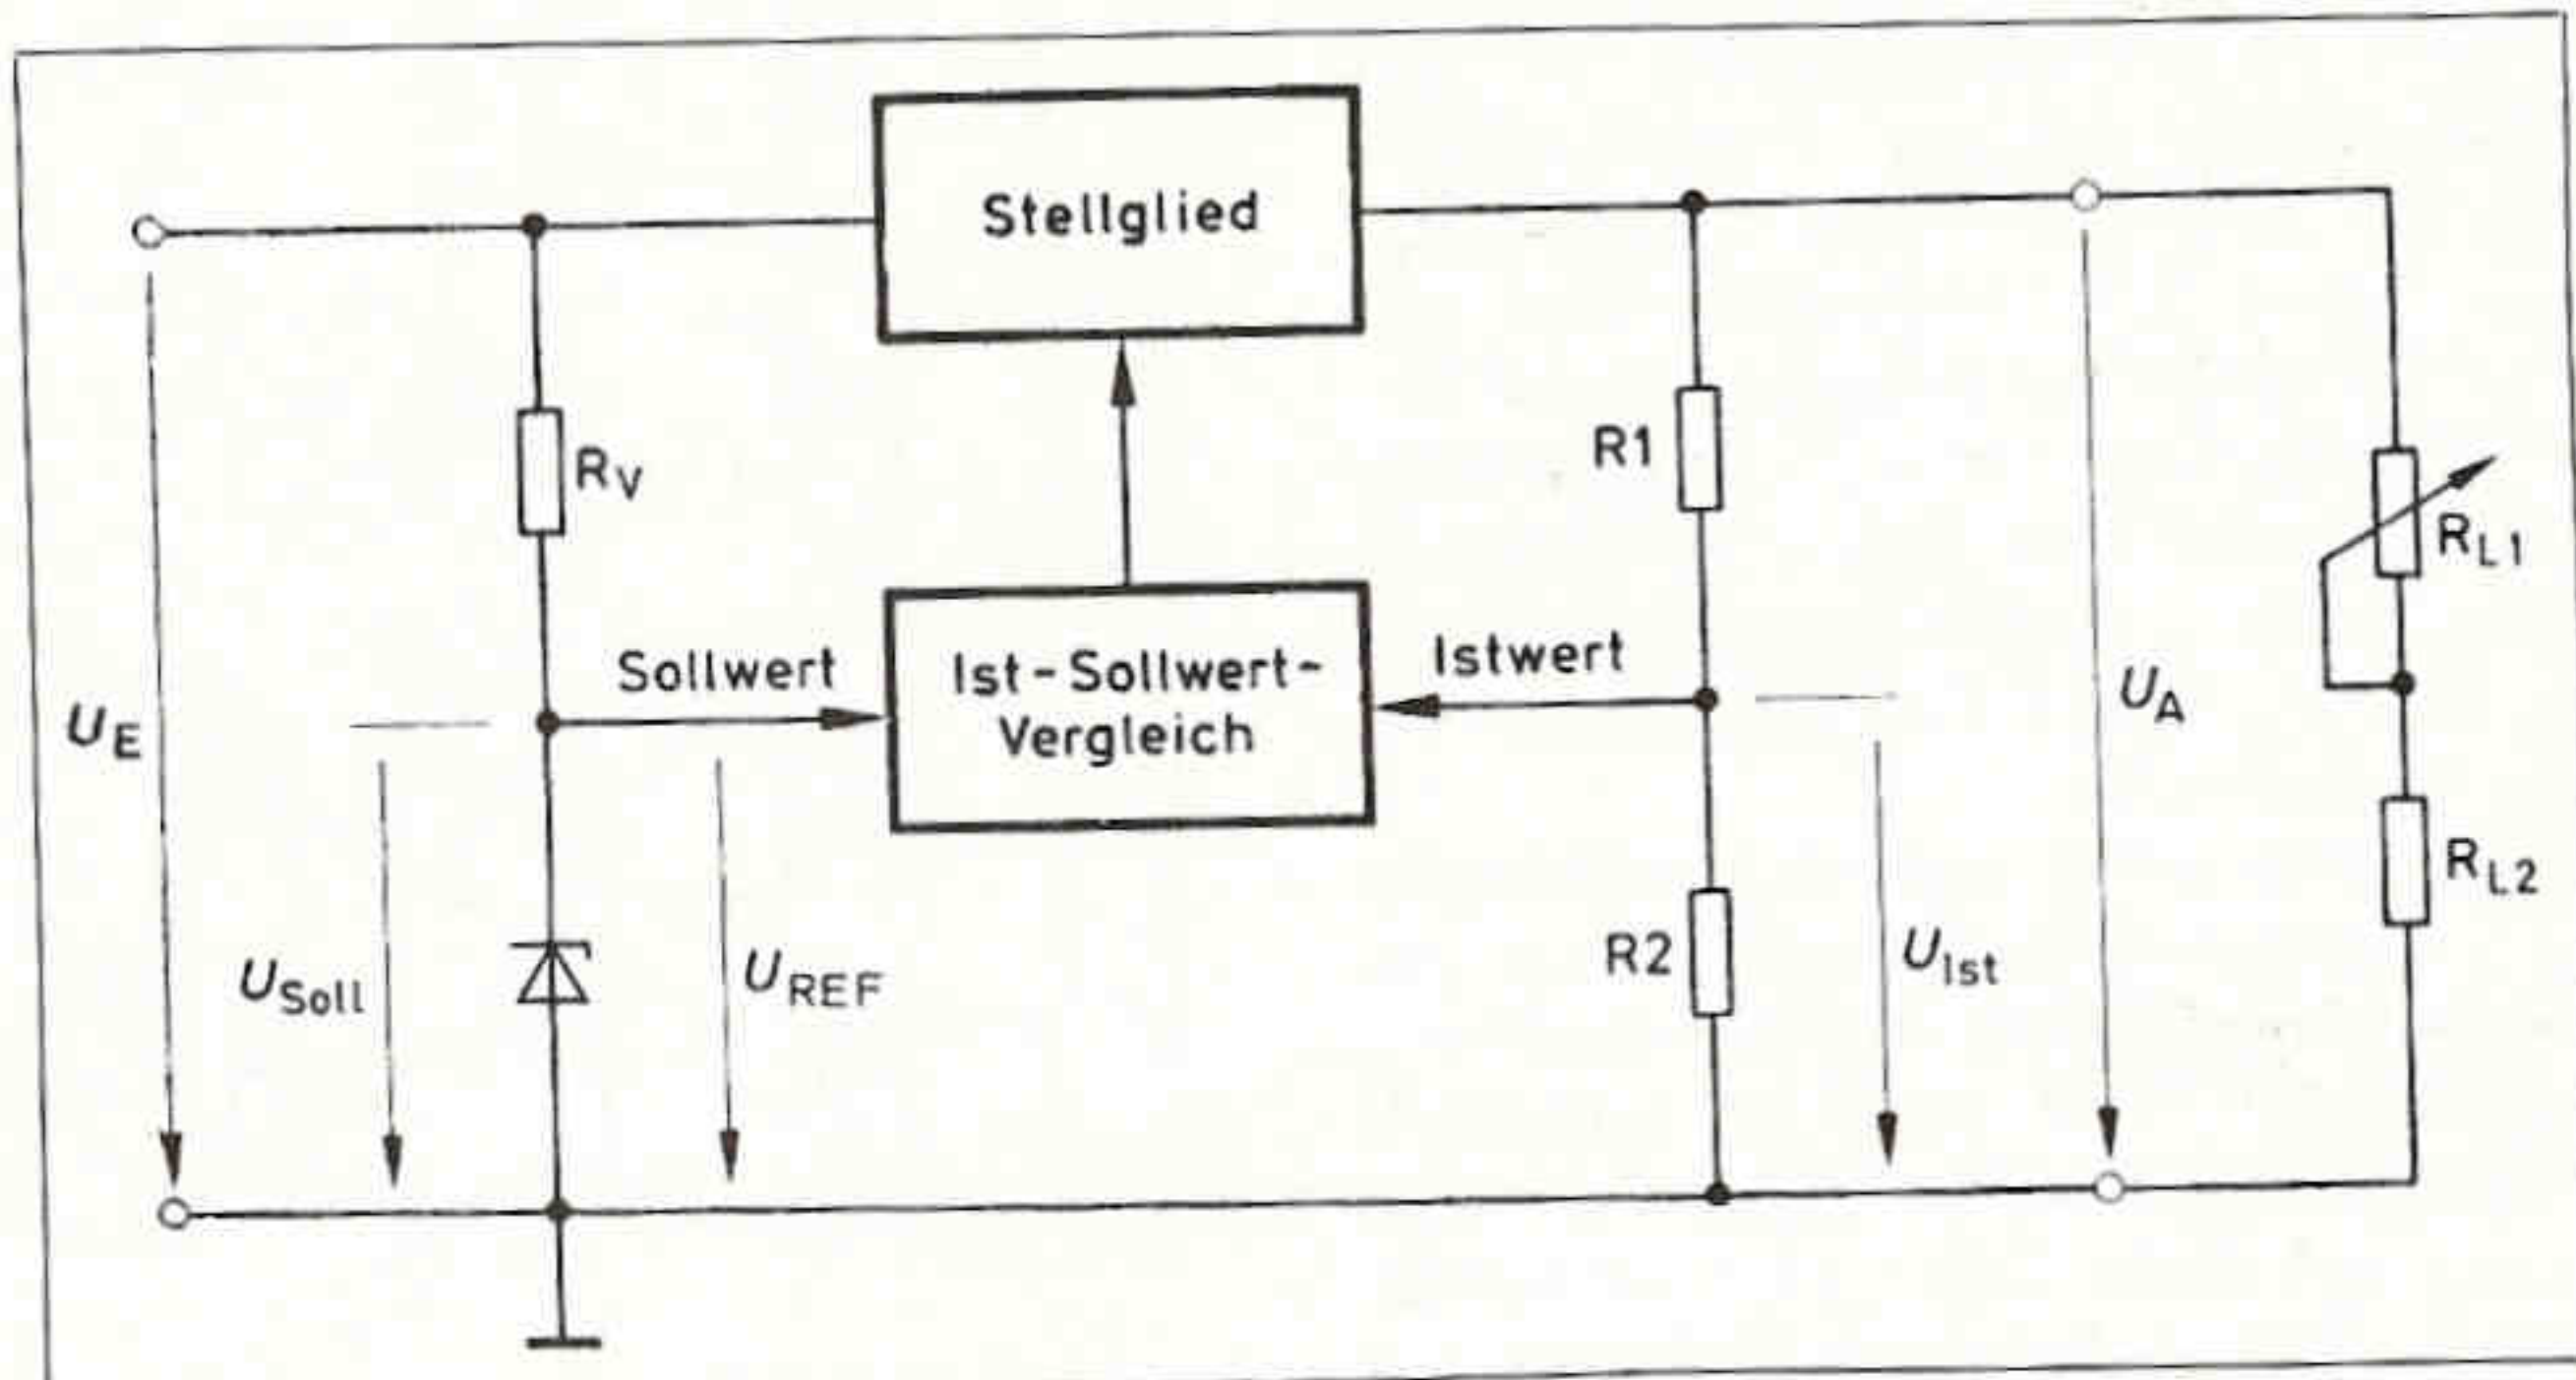 Stellglied
R1
RV
RL1
Sollwert
Ist-Sollwert-
Vergleich
Istwert
UE
UA
RL2
USoll
UREF
R2
UIst